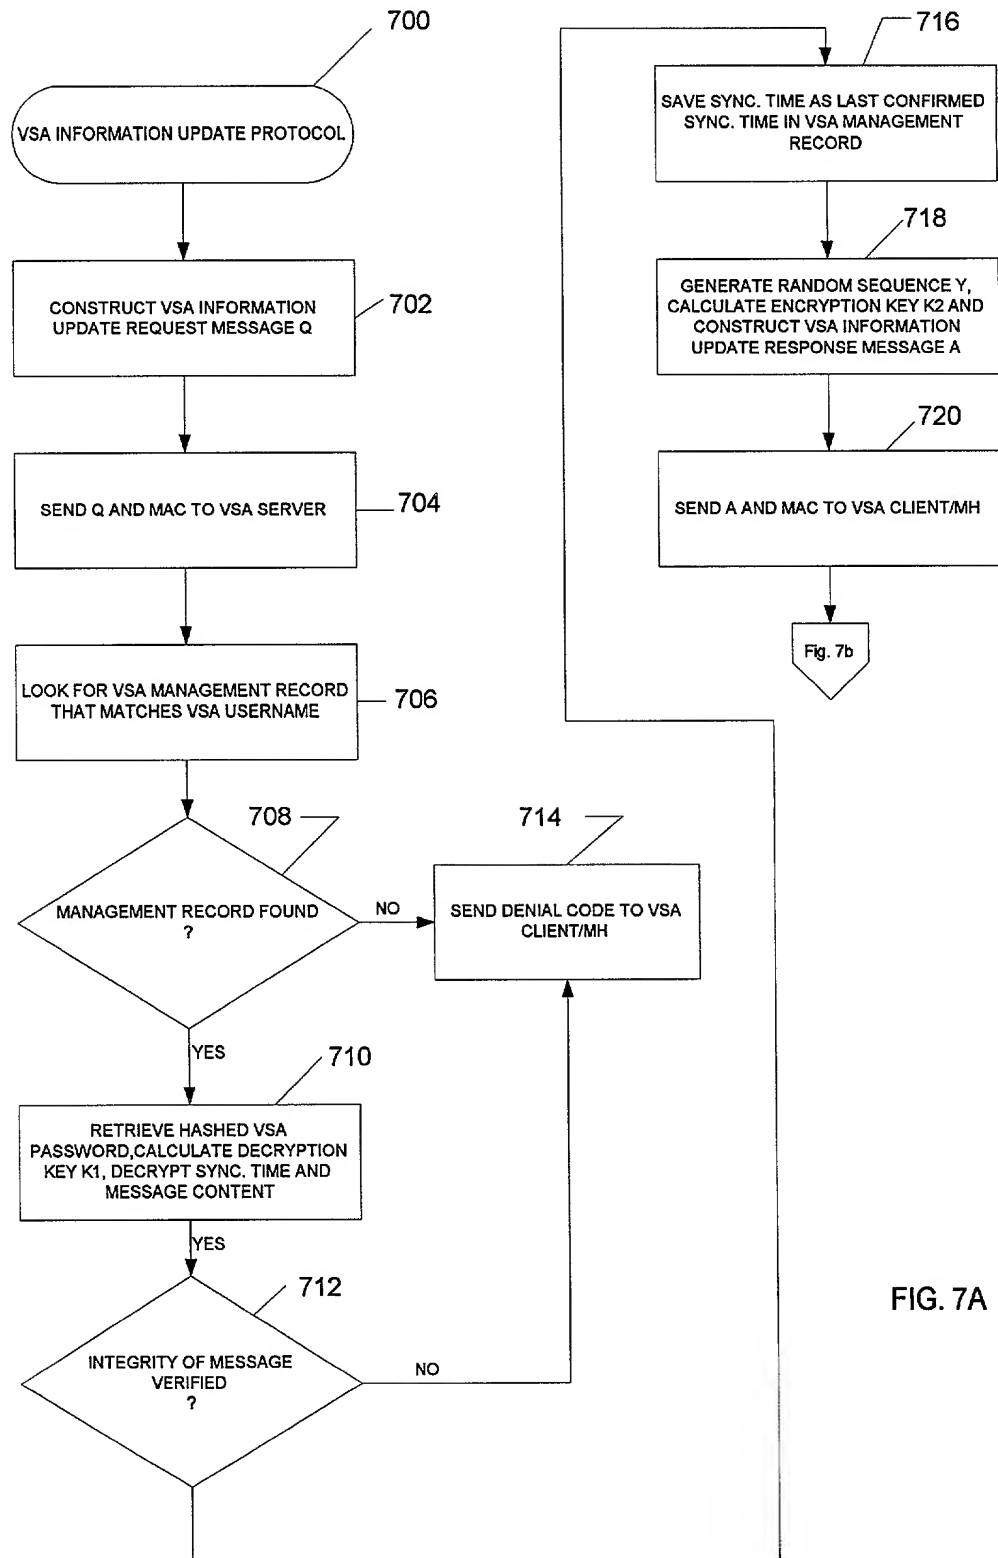 700
VSA INFORMATION UPDATE PROTOCOL
CONSTRUCT VSA INFORMATION
UPDATE REQUEST MESSAGE Q
702
SEND Q AND MAC TO VSA SERVER
704
LOOK FOR VSA MANAGEMENT RECORD
THAT MATCHES VSA USERNAME
706
708
MANAGEMENT RECORD FOUND
?
NO
714
SEND DENIAL CODE TO VSA
CLIENT/MH
YES
710
RETRIEVE HASHED VSA
PASSWORD,CALCULATE DECRYPTION
KEY K1, DECRYPT SYNC. TIME AND
MESSAGE CONTENT
YES
712
INTEGRITY OF MESSAGE
VERIFIED
?
NO
716
SAVE SYNC. TIME AS LAST CONFIRMED
SYNC. TIME IN VSA MANAGEMENT
RECORD
718
GENERATE RANDOM SEQUENCE Y,
CALCULATE ENCRYPTION KEY K2 AND
CONSTRUCT VSA INFORMATION
UPDATE RESPONSE MESSAGE A
720
SEND A AND MAC TO VSA CLIENT/MH
Fig. 7b
FIG. 7A